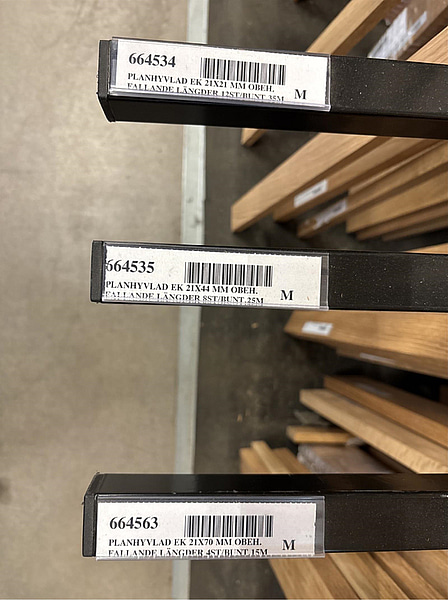 664534
PLANHYVLAD EK 21X21 MM OBEH.
FALLANDE LÄNGDER 12ST/BUNT 35M
M
664535
PLANHYVLAD EK 21X44 MM OBEH.
FALLANDE LÄNGDER 8ST/BUNT 25M
M
664563
PLANHYVLAD EK 21X70 MM OBEH.
FALLANDE LÄNGDER 4ST/BUNT 15M
M